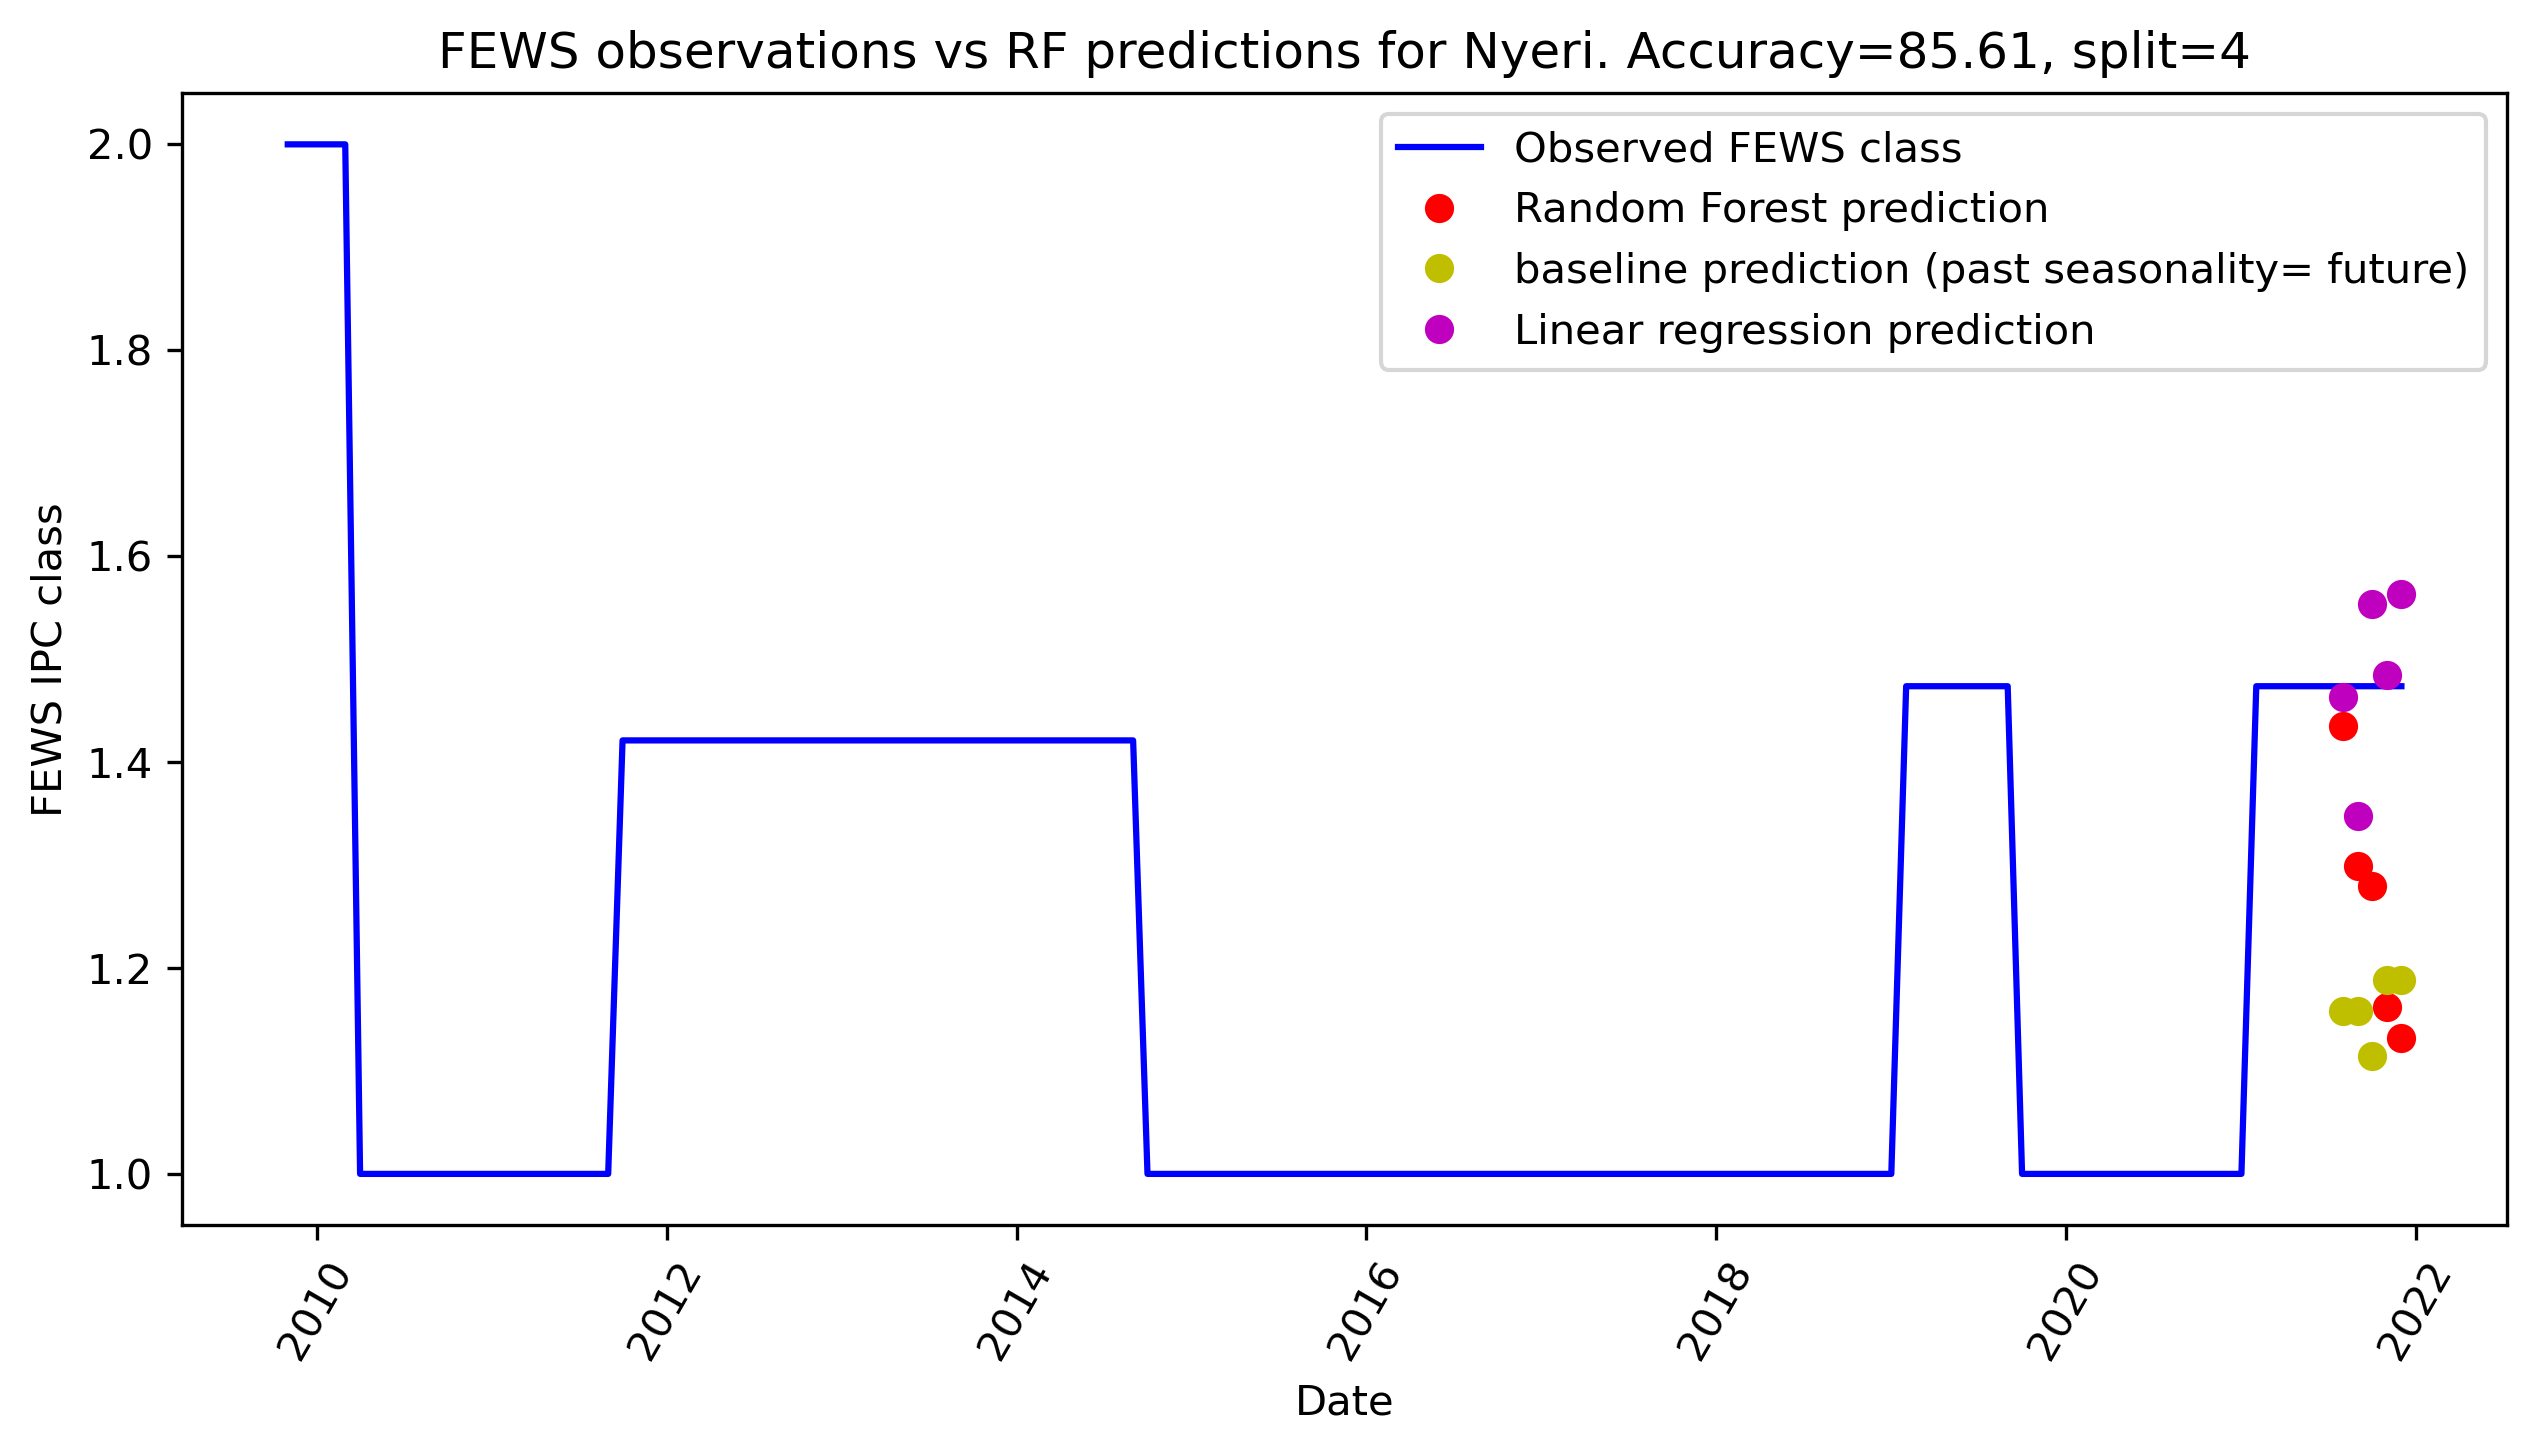 FEWS observations vs RF predictions for Nyeri. Accuracy=85.61, split=4
Observed FEWS class
Random Forest prediction
baseline prediction (past seasonality= future)
Linear regression prediction
FEWS IPC class
2.0
1.8
1.6
1.4
1.2
1.0
2010
2012
2014
2016
2018
2020
2022
Date